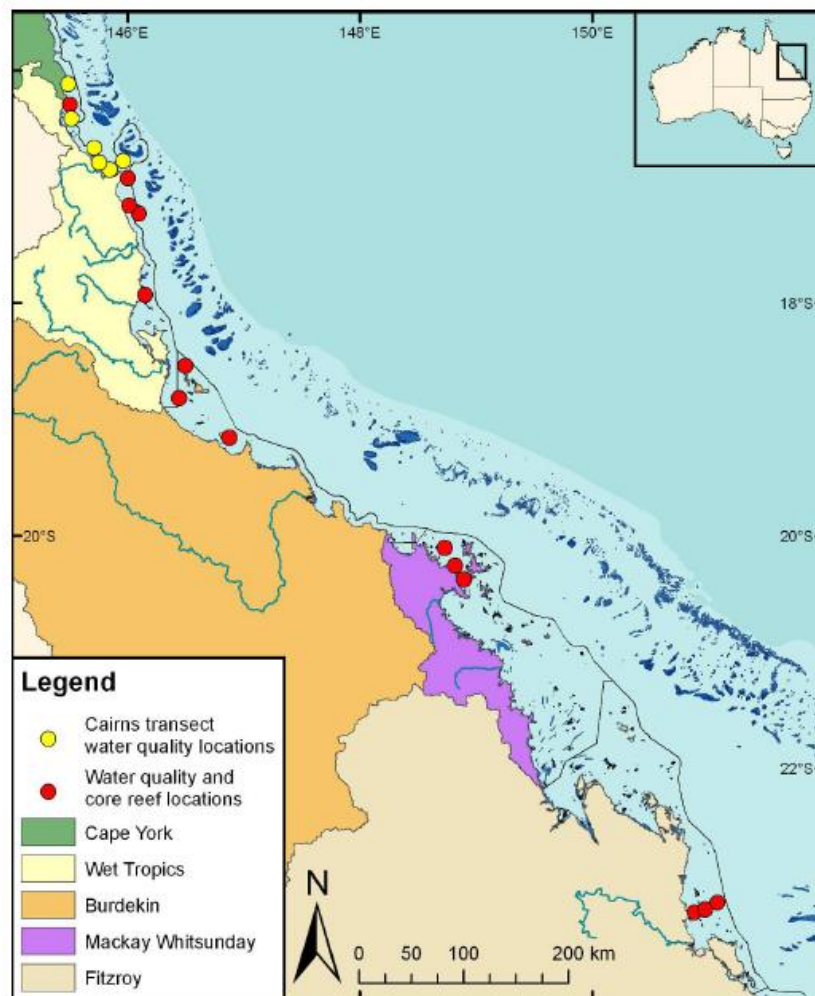 146°E
148°E
150°E
18°S
20°S
20°S
22°S
Legend
Cairns transect
water quality locations
Water quality and
core reef locations
Cape York
Wet Tropics
Burdekin
Mackay Whitsunday
Fitzroy
N
0 50 100 200 km